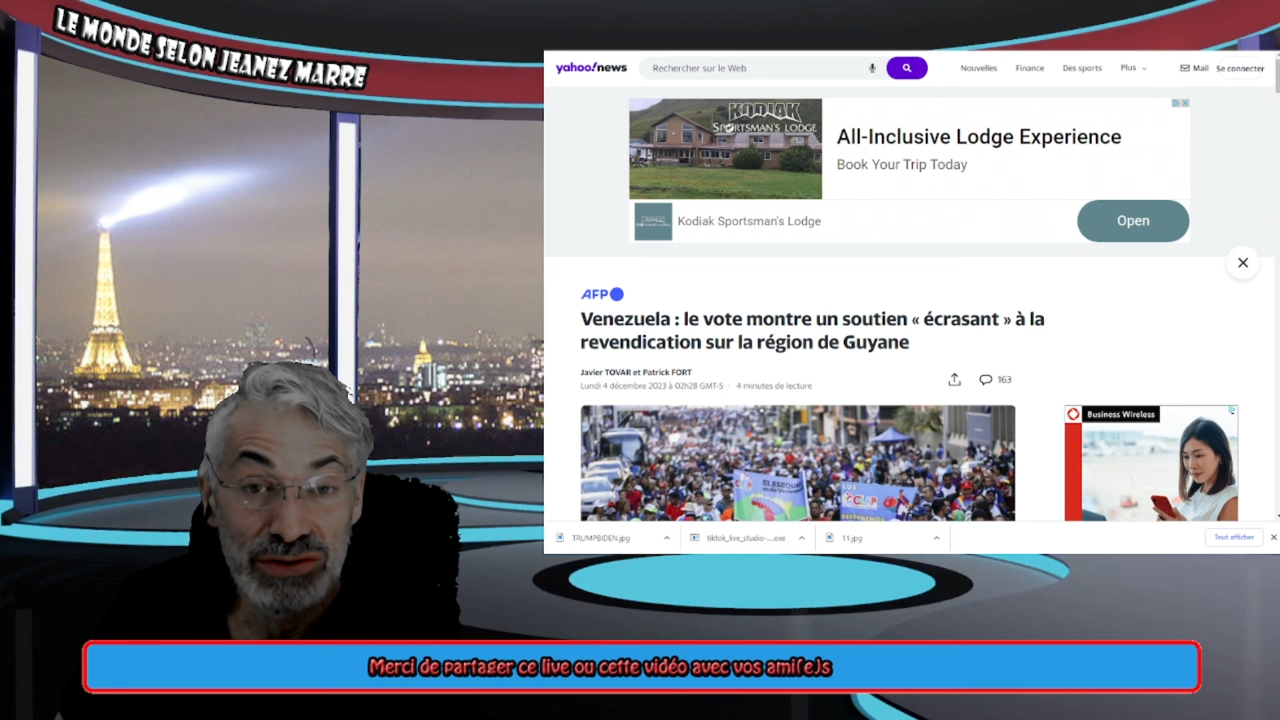 LE MONDE SELON JEANEZ MARRE
yahoo!news
Rechercher sur le Web
Nouvelles
Finance
Des sports
Plus
Mail
Se connecter
KODIAK
SPORTSMAN'S LODGE
All-Inclusive Lodge Experience
Book Your Trip Today
Kodiak Sportsman's Lodge
Open
AFP
Venezuela : le vote montre un soutien « écrasant » à la
revendication sur la région de Guyane
Javier TOVAR et Patrick FORT
Lundi 4 décembre 2023 à 02h28 GMT-5 · 4 minutes de lecture
163
EL ESEQUIBO
Business Wireless
TRUMPBIDEN.jpg
tiktok_live_studio-....exe
11.jpg
Tout afficher
Merci de partager ce live ou cette vidéo avec vos ami(e)s